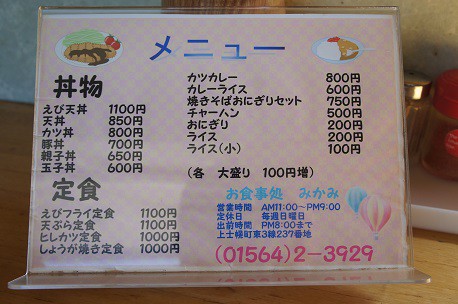 メニュー
丼物
えび天丼 1100円
天丼 850円
カツ丼 800円
豚丼 700円
親子丼 650円
玉子丼 600円
定食
えびフライ定食 1100円
天ぷら定食 1100円
ヒレカツ定食 1100円
しょうが焼き定食 1000円
カツカレー 800円
カレーライス 600円
焼きそばおにぎりセット 750円
チャーハン 500円
おにぎり 200円
ライス 200円
ライス(小) 100円
(各 大盛り 100円増)
お食事処 みかみ
営業時間 AM11:00~PM9:00
定休日 毎週日曜日
出前時間 PM8:00まで
上士幌町東3線237番地
(01564)2-3929